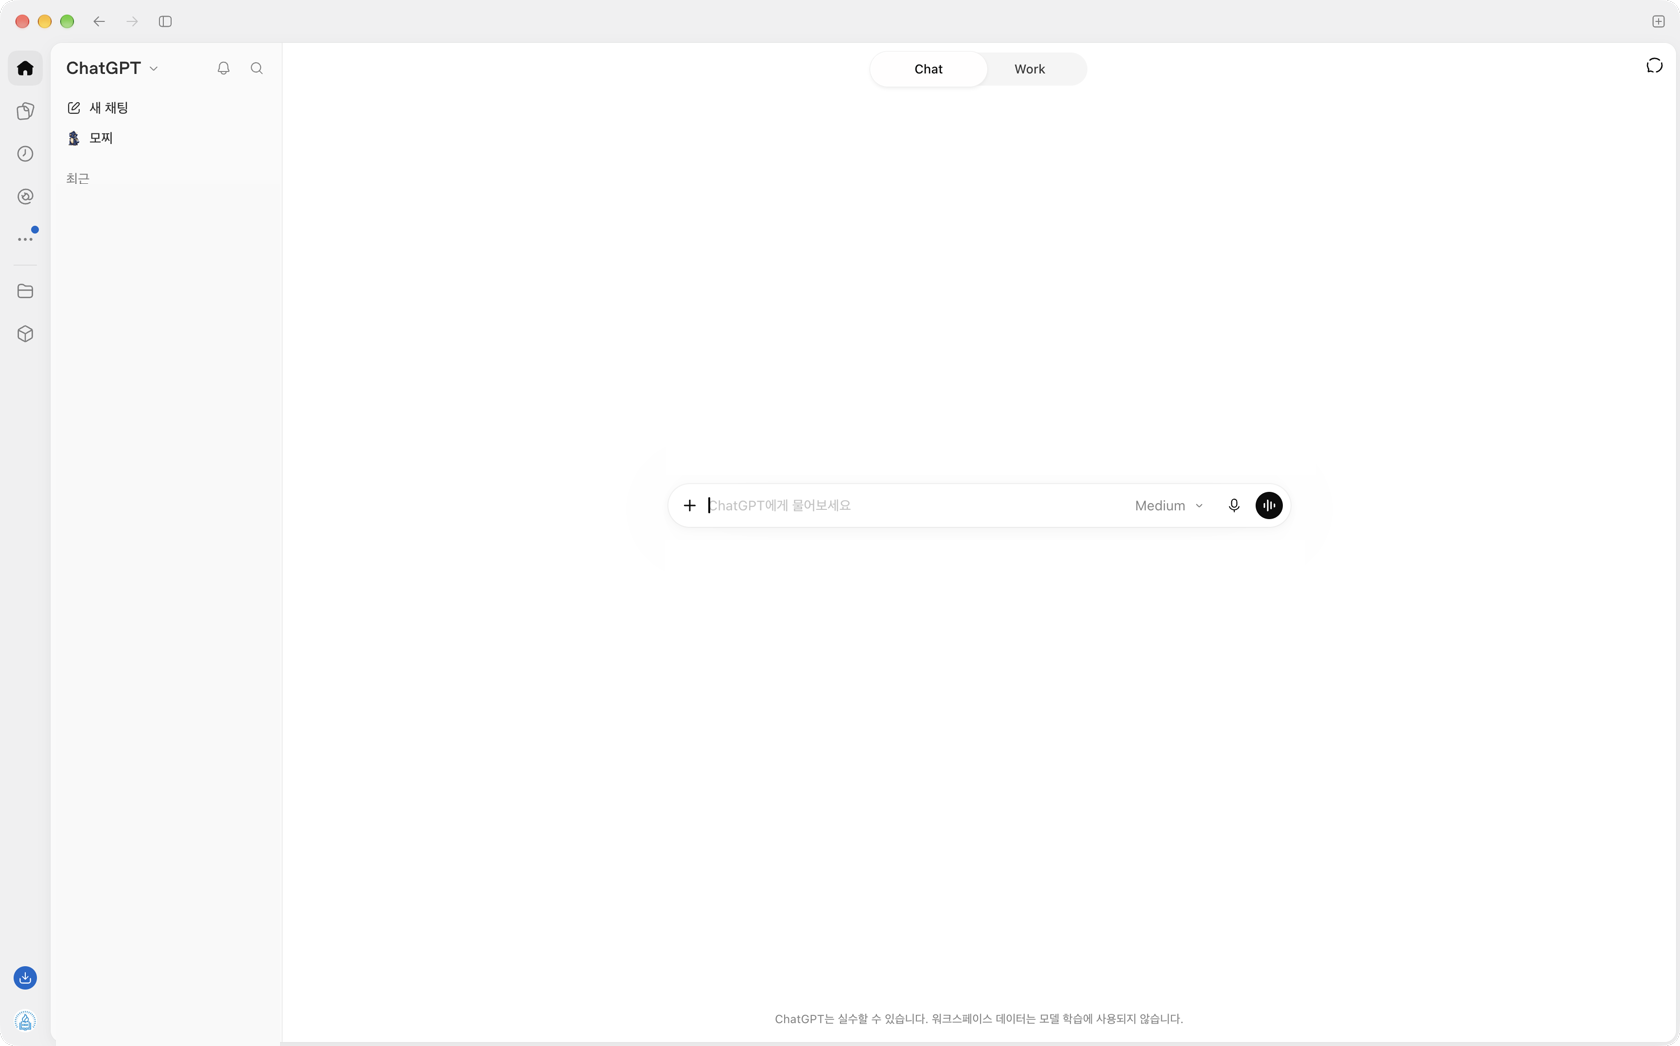 ChatGPT
새 채팅
모찌
최근
Chat
Work
ChatGPT에게 물어보세요
Medium
ChatGPT는 실수할 수 있습니다. 워크스페이스 데이터는 모델 학습에 사용되지 않습니다.